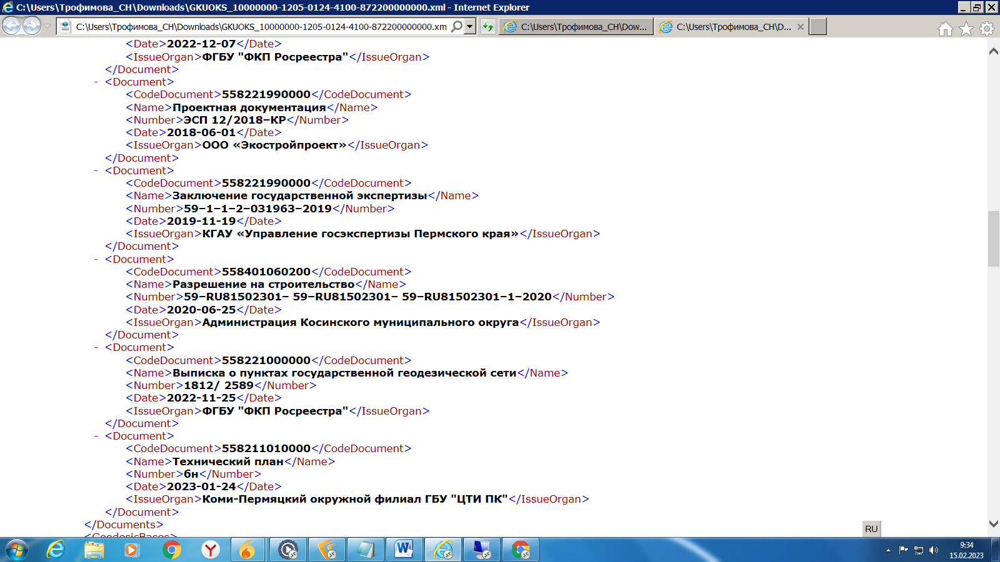 C:\Users\Трофимова_СН\Downloads\GKUOKS_10000000-1205-0124-4100-872200000000.xml - Internet Explorer
C:\Users\Трофимова_СН\Downloads\GKUOKS_10000000-1205-0124-4100-872200000000.xm
C:\Users\Трофимова_СН\Dow...
C:\Users\Трофимова_СН\D...
<Date>2022-12-07</Date>
<IssueOrgan>ФГБУ "ФКП Росреестра"</IssueOrgan>
</Document>
- <Document>
<CodeDocument>558221990000</CodeDocument>
<Name>Проектная документация</Name>
<Number>ЭСП 12/2018–КР</Number>
<Date>2018-06-01</Date>
<IssueOrgan>ООО «Экостройпроект»</IssueOrgan>
</Document>
- <Document>
<CodeDocument>558221990000</CodeDocument>
<Name>Заключение государственной экспертизы</Name>
<Number>59–1–1–2–031963–2019</Number>
<Date>2019-11-19</Date>
<IssueOrgan>КГАУ «Управление госэкспертизы Пермского края»</IssueOrgan>
</Document>
- <Document>
<CodeDocument>558401060200</CodeDocument>
<Name>Разрешение на строительство</Name>
<Number>59–RU81502301– 59–RU81502301– 59–RU81502301–1–2020</Number>
<Date>2020-06-25</Date>
<IssueOrgan>Администрация Косинского муниципального округа</IssueOrgan>
</Document>
- <Document>
<CodeDocument>558221000000</CodeDocument>
<Name>Выписка о пунктах государственной геодезической сети</Name>
<Number>1812/ 2589</Number>
<Date>2022-11-25</Date>
<IssueOrgan>ФГБУ "ФКП Росреестра"</IssueOrgan>
</Document>
- <Document>
<CodeDocument>558211010000</CodeDocument>
<Name>Технический план</Name>
<Number>бн</Number>
<Date>2023-01-24</Date>
<IssueOrgan>Коми-Пермяцкий окружной филиал ГБУ "ЦТИ ПК"</IssueOrgan>
</Document>
</Documents>
<GeodesicBases>
RU
9:34
15.02.2023